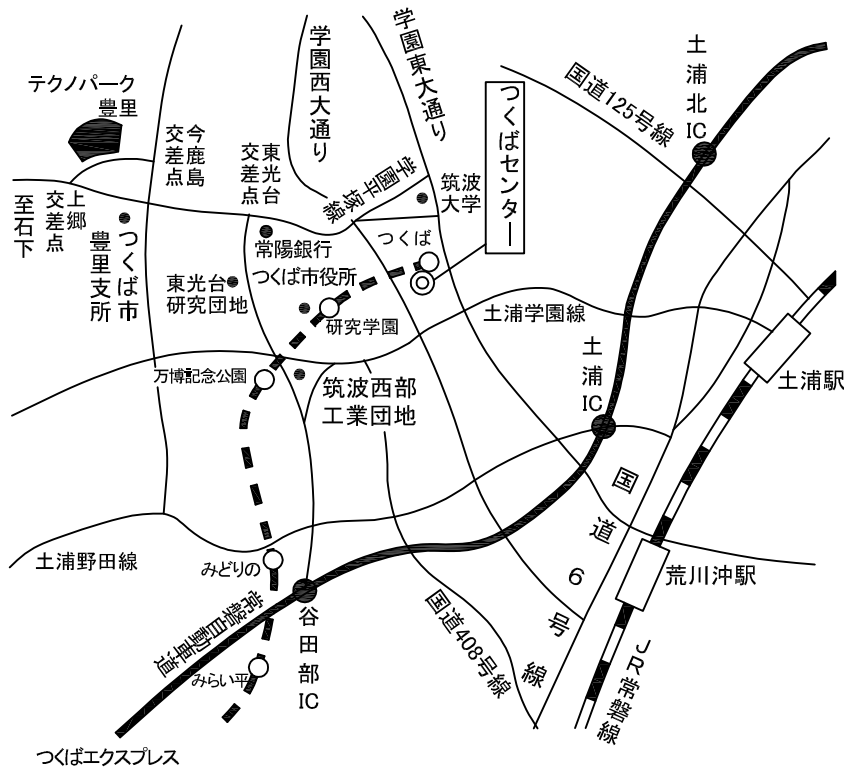 テクノパーク
豊里
今鹿島
交差点
学園西大通り
学園東大通り
つくばセンター
国道125号線
土浦北IC
東光台
交差点
学園平塚線
筑波
大学
至石下
上郷
交差点
つくば市
豊里支所
常陽銀行
つくば市役所
つくば
東光台
研究団地
研究学園
土浦学園線
土浦IC
土浦駅
万博記念公園
筑波西部
工業団地
国道6号線
土浦野田線
みどりの
荒川沖駅
常磐自動車道
谷田部IC
国道408号線
JR常磐線
みらい平
つくばエクスプレス